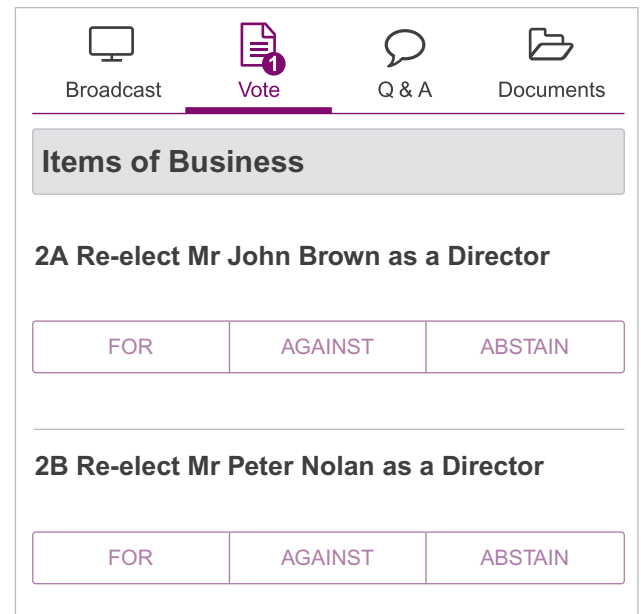 1
Broadcast Vote Q & A Documents
Items of Business
2A Re-elect Mr John Brown as a Director
FOR AGAINST ABSTAIN
2B Re-elect Mr Peter Nolan as a Director
FOR AGAINST ABSTAIN